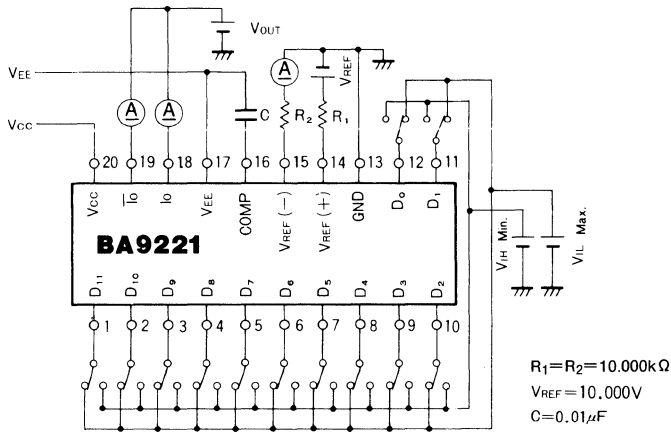 A
VOUT
A
VREF
VEE
A
A
C
R2
R1
VCC
20
19
18
17
16
15
14
13
12
11
VCC
IO
IO
VEE
COMP
VREF(−)
VREF(+)
GND
D0
D1
BA9221
VIH Min.
VIL Max.
D11
D10
D9
D8
D7
D6
D5
D4
D3
D2
1
2
3
4
5
6
7
8
9
10
R1=R2=10.000kΩ
VREF=10.000V
C=0.01μF